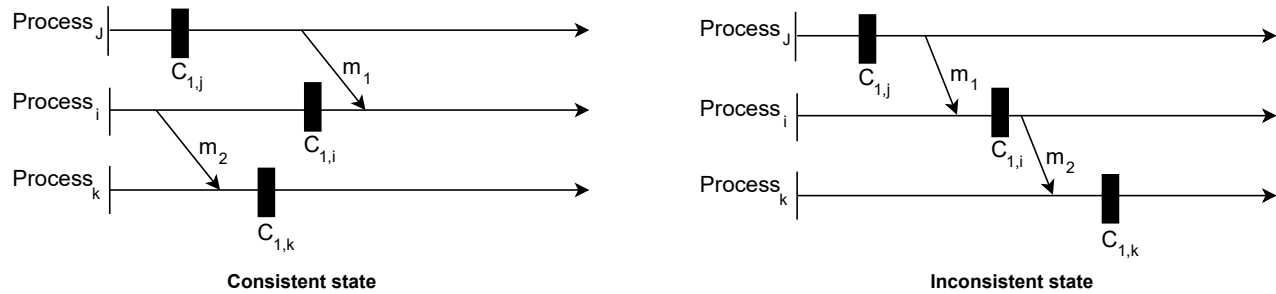 Process_J
C_1,j
m_1
Process_i
C_1,i
m_2
Process_k
C_1,k
Consistent state
Process_J
C_1,j
m_1
Process_i
C_1,i
m_2
Process_k
C_1,k
Inconsistent state